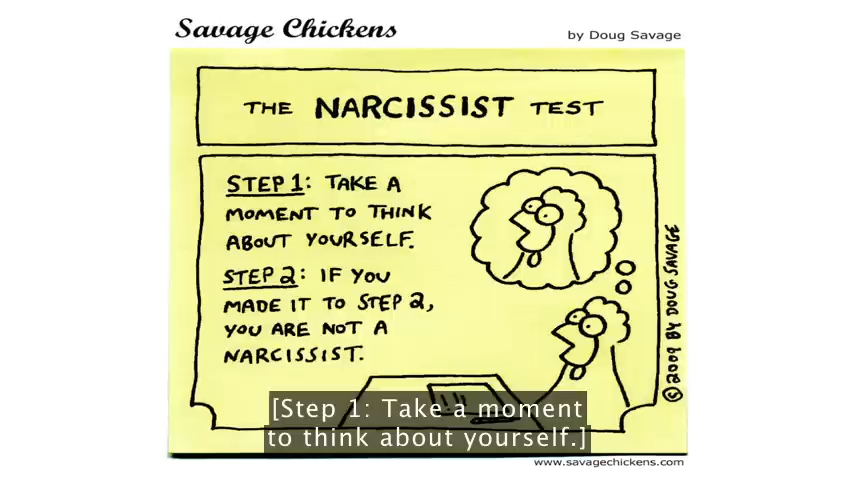 Savage Chickens
by Doug Savage
THE NARCISSIST TEST
STEP 1: TAKE A
MOMENT TO THINK
ABOUT YOURSELF.
STEP 2: IF YOU
MADE IT TO STEP 2,
YOU ARE NOT A
NARCISSIST.
©2009 BY DOUG SAVAGE
[Step 1: Take a moment
to think about yourself.]
www.savagechickens.com